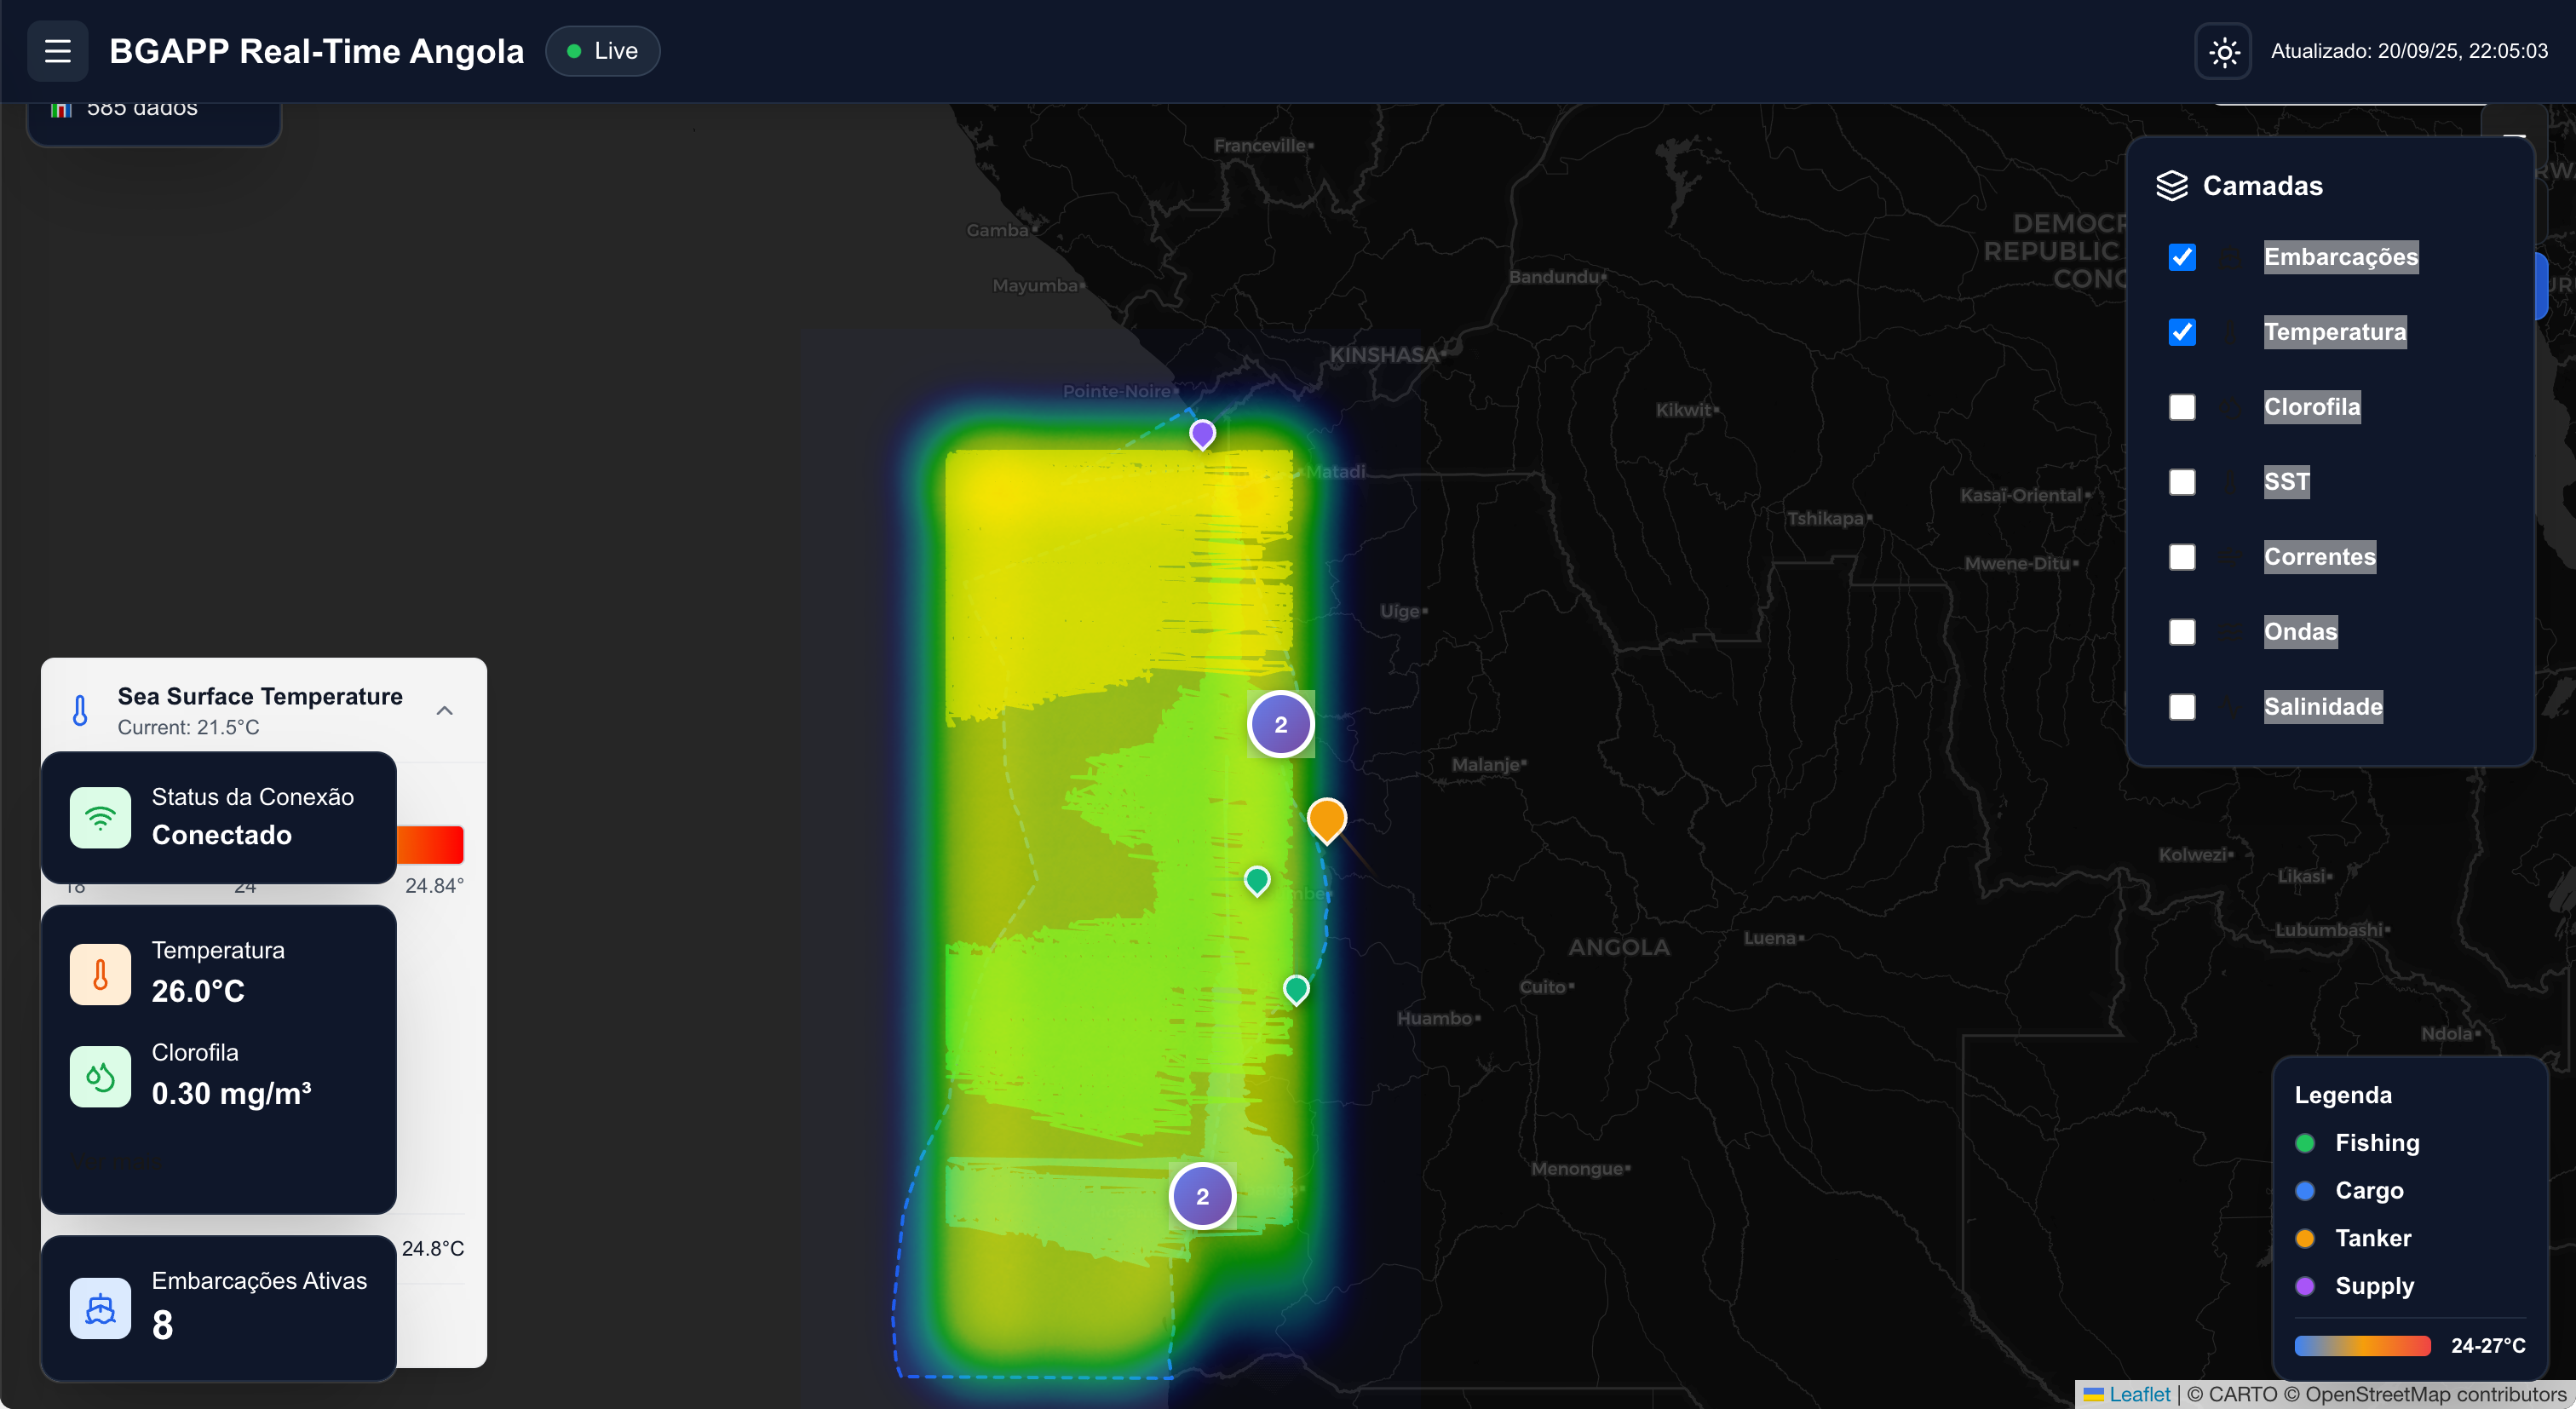 BGAPP Real-Time Angola
Live
Atualizado: 20/09/25, 22:05:03
585 dados
Franceville
Gamba
Mayumba
Bandundu
KINSHASA
Pointe-Noire
Kikwit
Matadi
Kasaï-Oriental
Tshikapa
Mwene-Ditu
Uíge
Malanje
Kolwezi
Likasi
Lubumbashi
ANGOLA
Luena
Cuito
Huambo
Ndola
Menongue
DEMOCR
REPUBLIC
CONG
Camadas
Embarcações
Temperatura
Clorofila
SST
Correntes
Ondas
Salinidade
2
2
Sea Surface Temperature
Current: 21.5°C
Status da Conexão
Conectado
18
24
24.84°
Temperatura
26.0°C
Clorofila
0.30 mg/m³
24.8°C
Embarcações Ativas
8
Legenda
Fishing
Cargo
Tanker
Supply
24-27°C
Leaflet | © CARTO © OpenStreetMap contributors